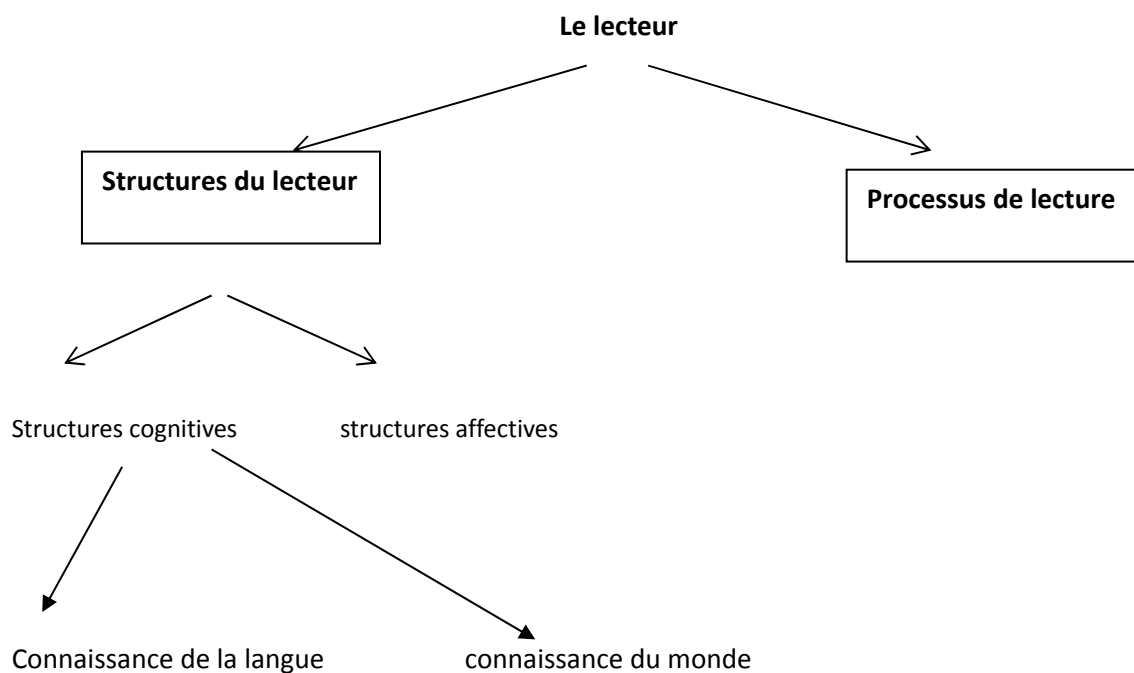 Le lecteur
Structures du lecteur
Processus de lecture
Structures cognitives
structures affectives
Connaissance de la langue
connaissance du monde